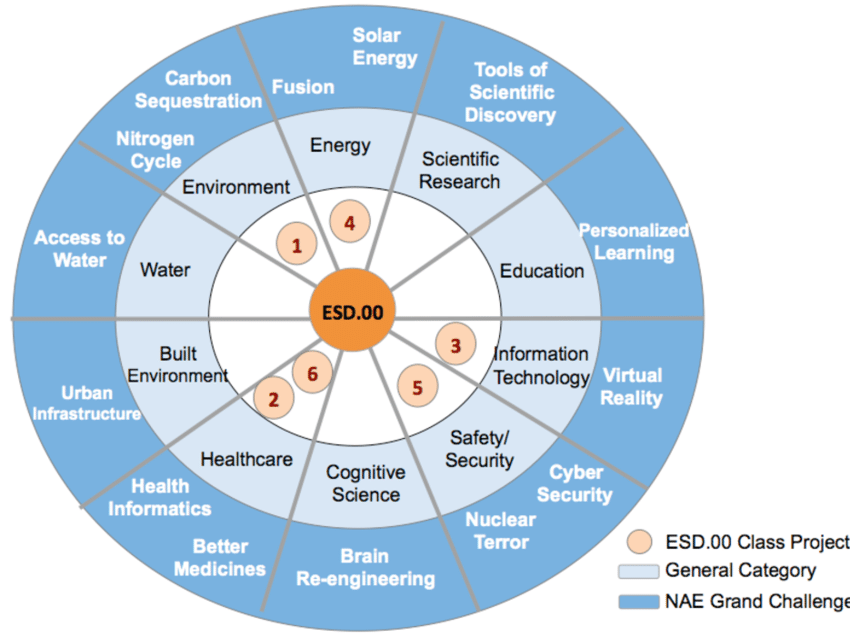 Solar
Energy
Fusion
Tools of
Scientific
Discovery
Carbon
Sequestration
Nitrogen
Cycle
Energy
Scientific
Research
Environment
Access to
Water
Water
Personalized
Learning
Education
1
4
ESD.00
3
5
6
2
Built
Environment
Information
Technology
Urban
Infrastructure
Virtual
Reality
Healthcare
Cognitive
Science
Safety/
Security
Health
Informatics
Better
Medicines
Brain
Re-engineering
Nuclear
Terror
Cyber
Security
ESD.00 Class Project
General Category
NAE Grand Challenge